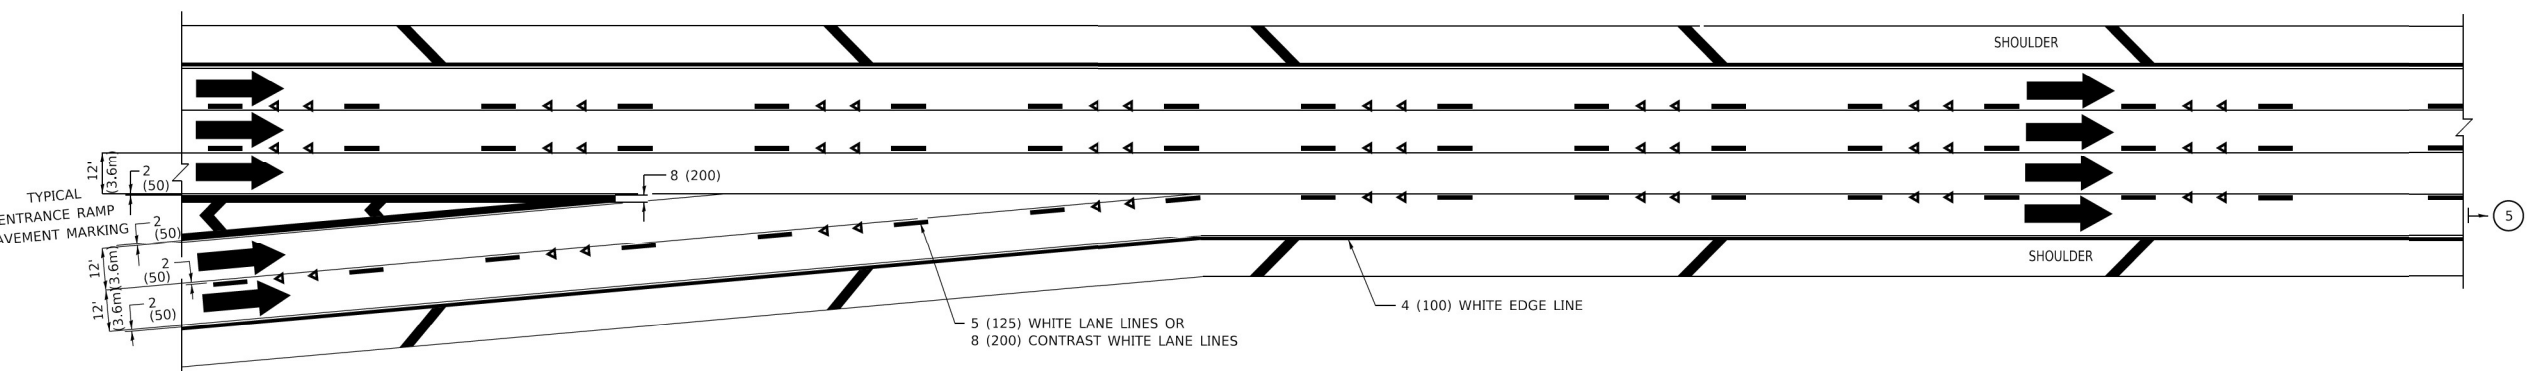 SHOULDER
12'
(3.6m)
2
(50)
8 (200)
TYPICAL
ENTRANCE RAMP
AVEMENT MARKING
2
(50)
5
12'
(3.6m)
2
(50)
SHOULDER
12'
(3.6m)
2
(50)
4 (100) WHITE EDGE LINE
5 (125) WHITE LANE LINES OR
8 (200) CONTRAST WHITE LANE LINES